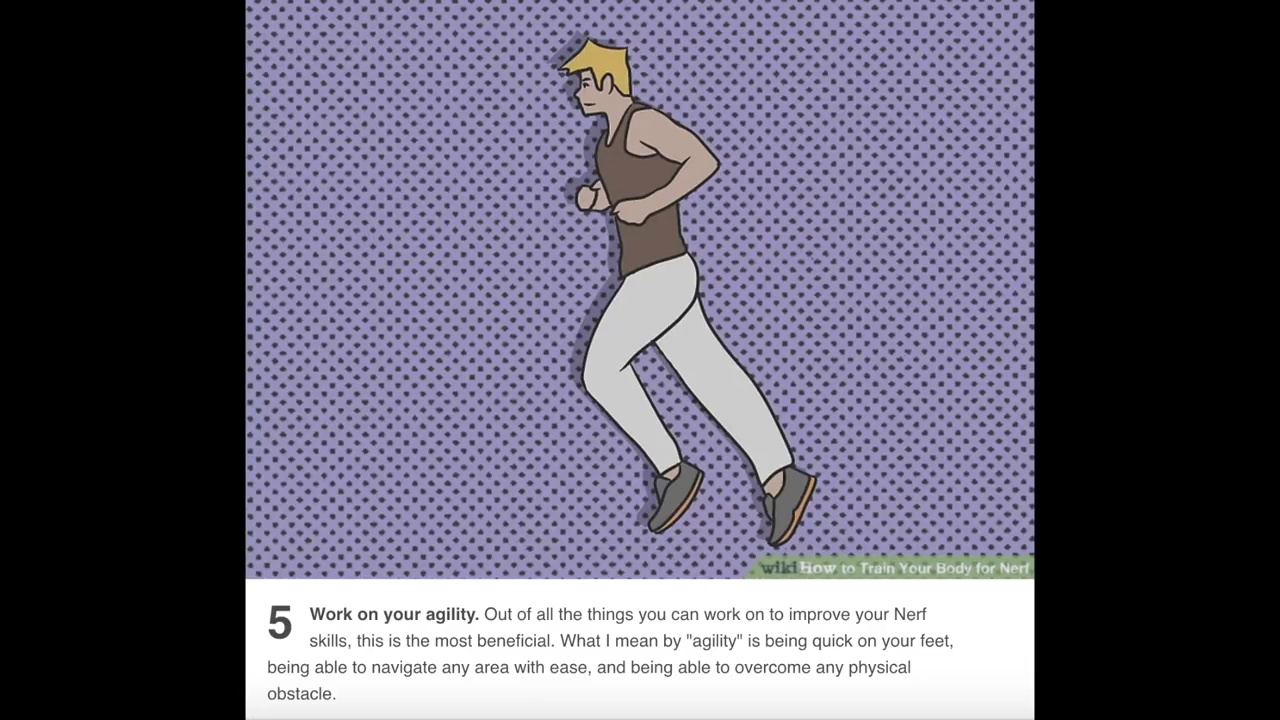 wikiHow to Train Your Body for Nerf
5 Work on your agility. Out of all the things you can work on to improve your Nerf
skills, this is the most beneficial. What I mean by "agility" is being quick on your feet,
being able to navigate any area with ease, and being able to overcome any physical
obstacle.